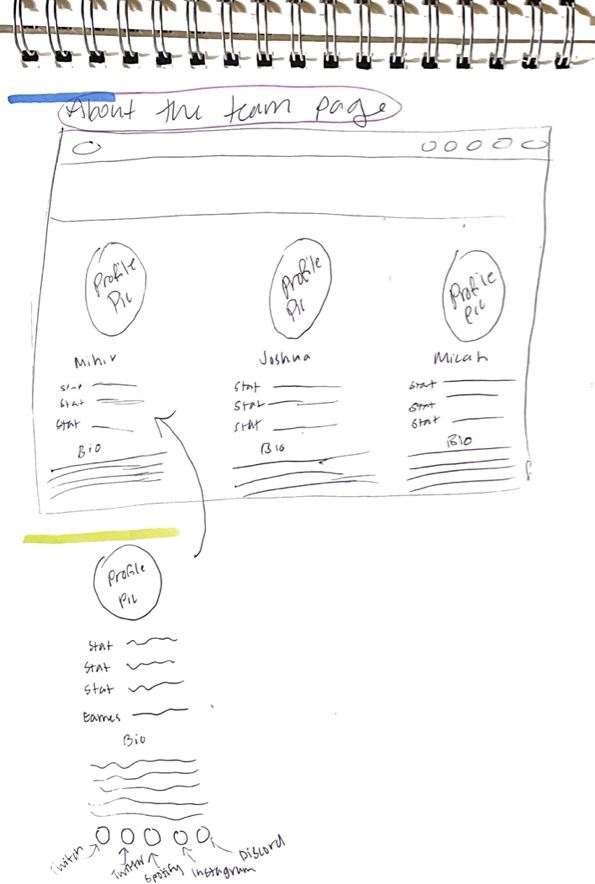 About the team page
Profile Pic
Profile Pic
Profile Pic
Mihir
Joshua
Micah
Stat
Stat
Stat
Stat
Stat
Stat
Stat
Stat
Stat
Bio
Bio
Bio
Profile
Pic
Stat
Stat
Stat
Games
Bio
Twitch
Twitter
Spotify
Instagram
Discord